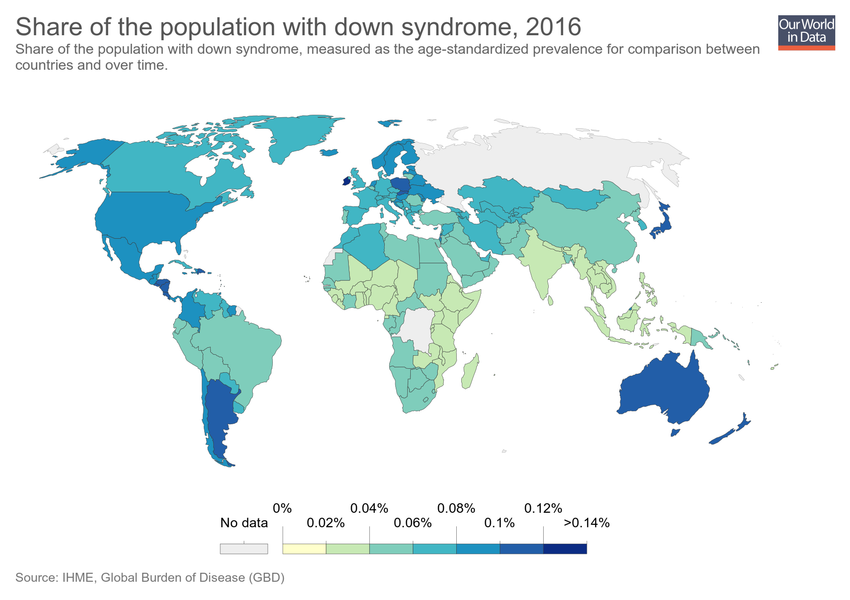 Share of the population with down syndrome, 2016
Our World
in Data
Share of the population with down syndrome, measured as the age-standardized prevalence for comparison between
countries and over time.
0% 0.04% 0.08% 0.12%
No data 0.02% 0.06% 0.1% >0.14%
Source: IHME, Global Burden of Disease (GBD)